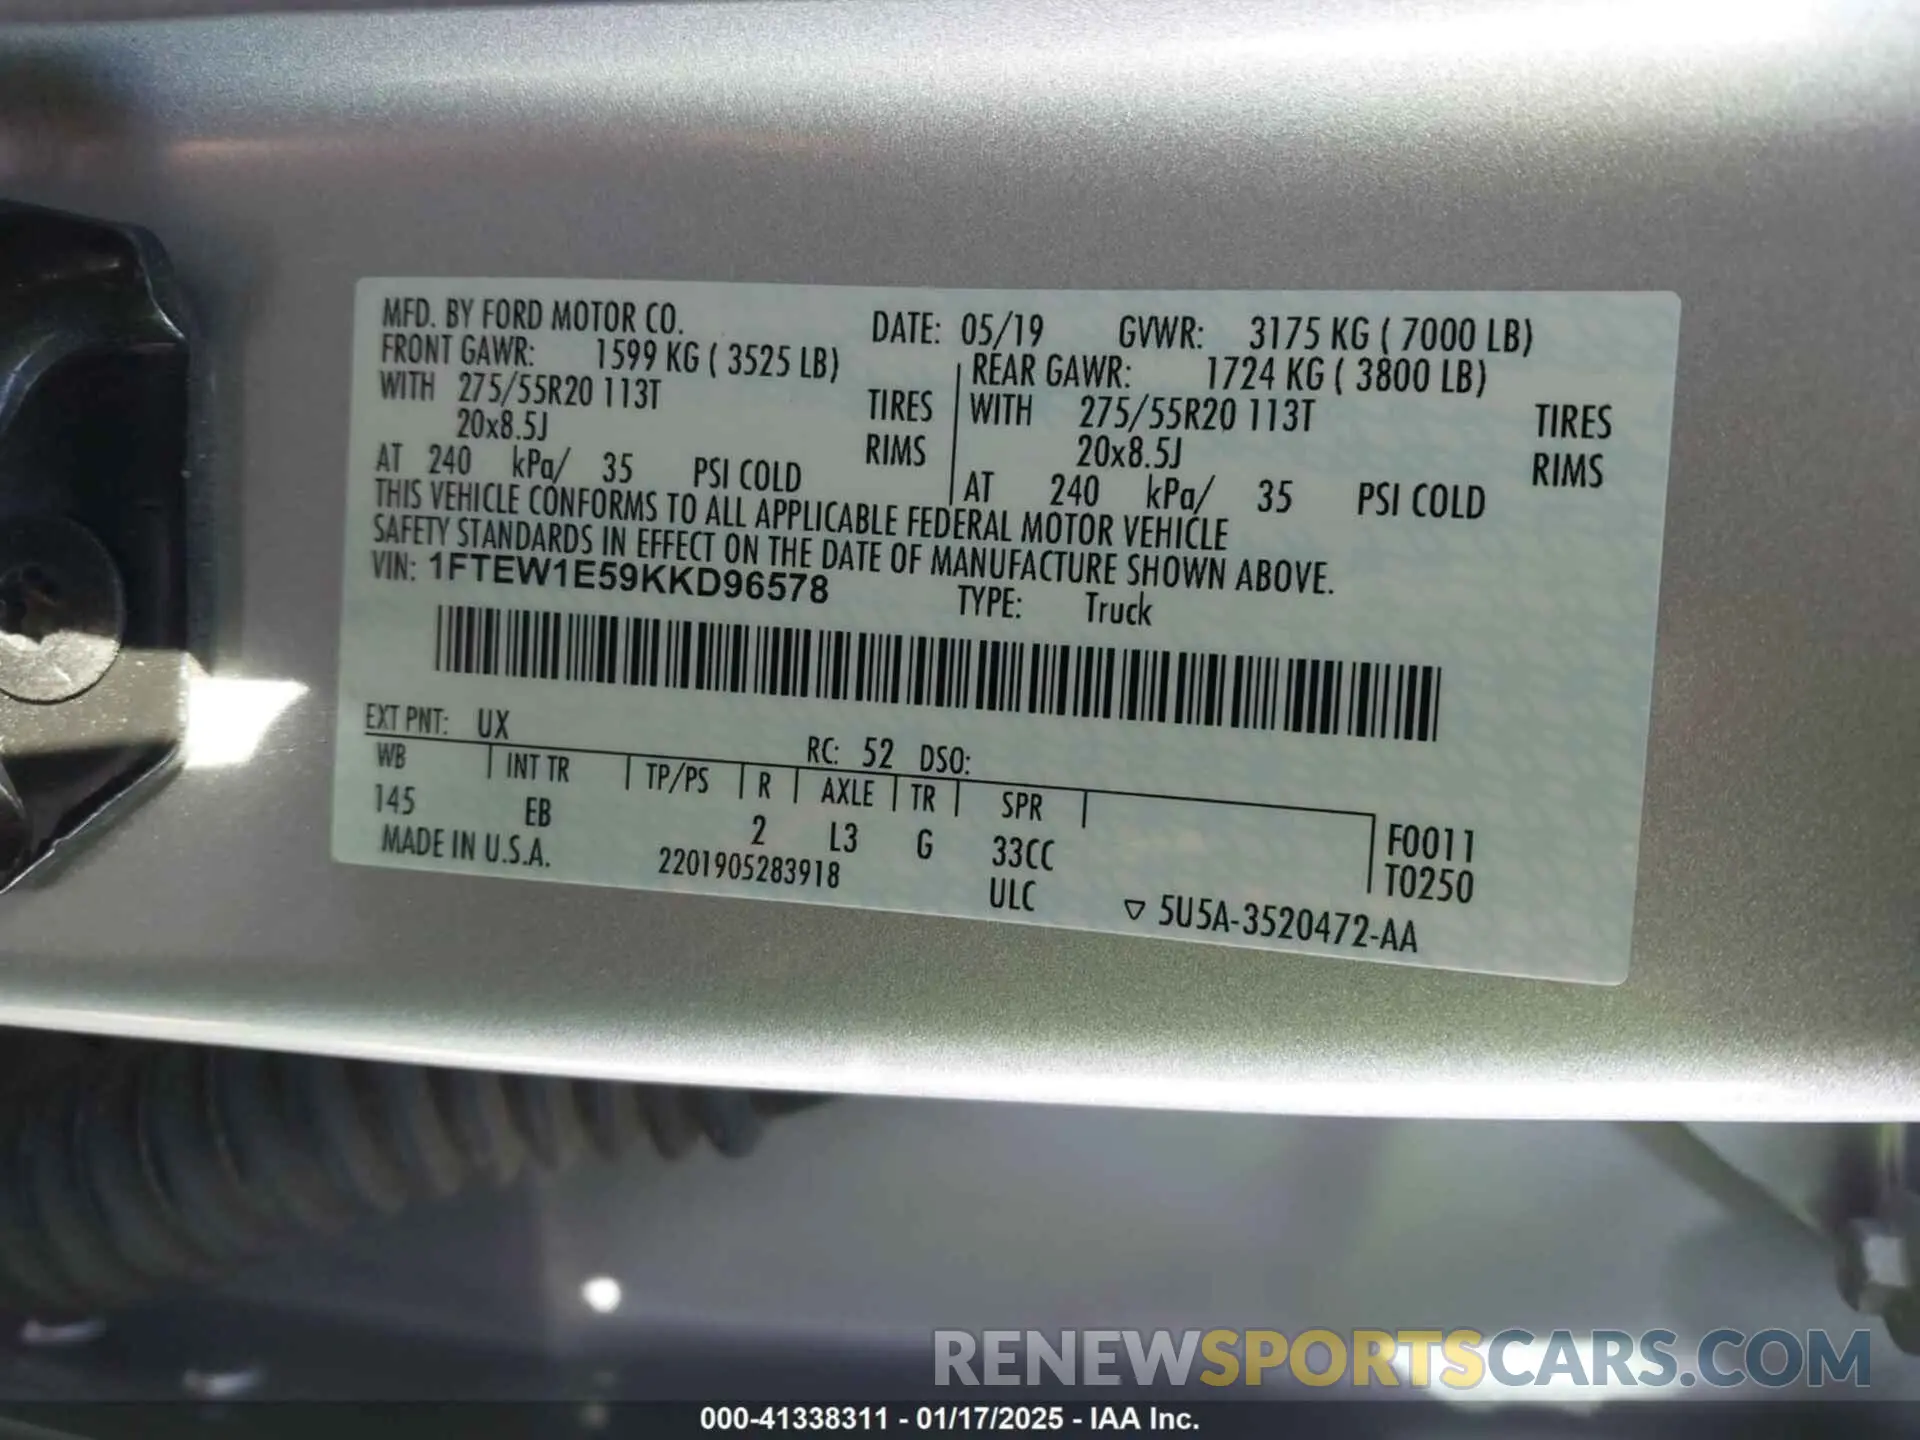 MFD. BY FORD MOTOR CO. DATE: 05/19 GVWR: 3175 KG ( 7000 LB)
FRONT GAWR: 1599 KG ( 3525 LB) REAR GAWR: 1724 KG ( 3800 LB)
WITH 275/55R20 113T TIRES WITH 275/55R20 113T TIRES
20x8.5J RIMS 20x8.5J RIMS
AT 240 kPa/ 35 PSI COLD AT 240 kPa/ 35 PSI COLD
THIS VEHICLE CONFORMS TO ALL APPLICABLE FEDERAL MOTOR VEHICLE
SAFETY STANDARDS IN EFFECT ON THE DATE OF MANUFACTURE SHOWN ABOVE.
VIN: 1FTEW1E59KKD96578 TYPE: Truck
EXT PNT: UX RC: 52 DSO:
WB INT TR TP/PS R AXLE TR SPR
145 EB 2 L3 G 33CC F0011
MADE IN U.S.A. 2201905283918 ULC T0250
▽ 5U5A-3520472-AA
RENEWSPORTSCARS.COM
000-41338311 - 01/17/2025 - IAA Inc.